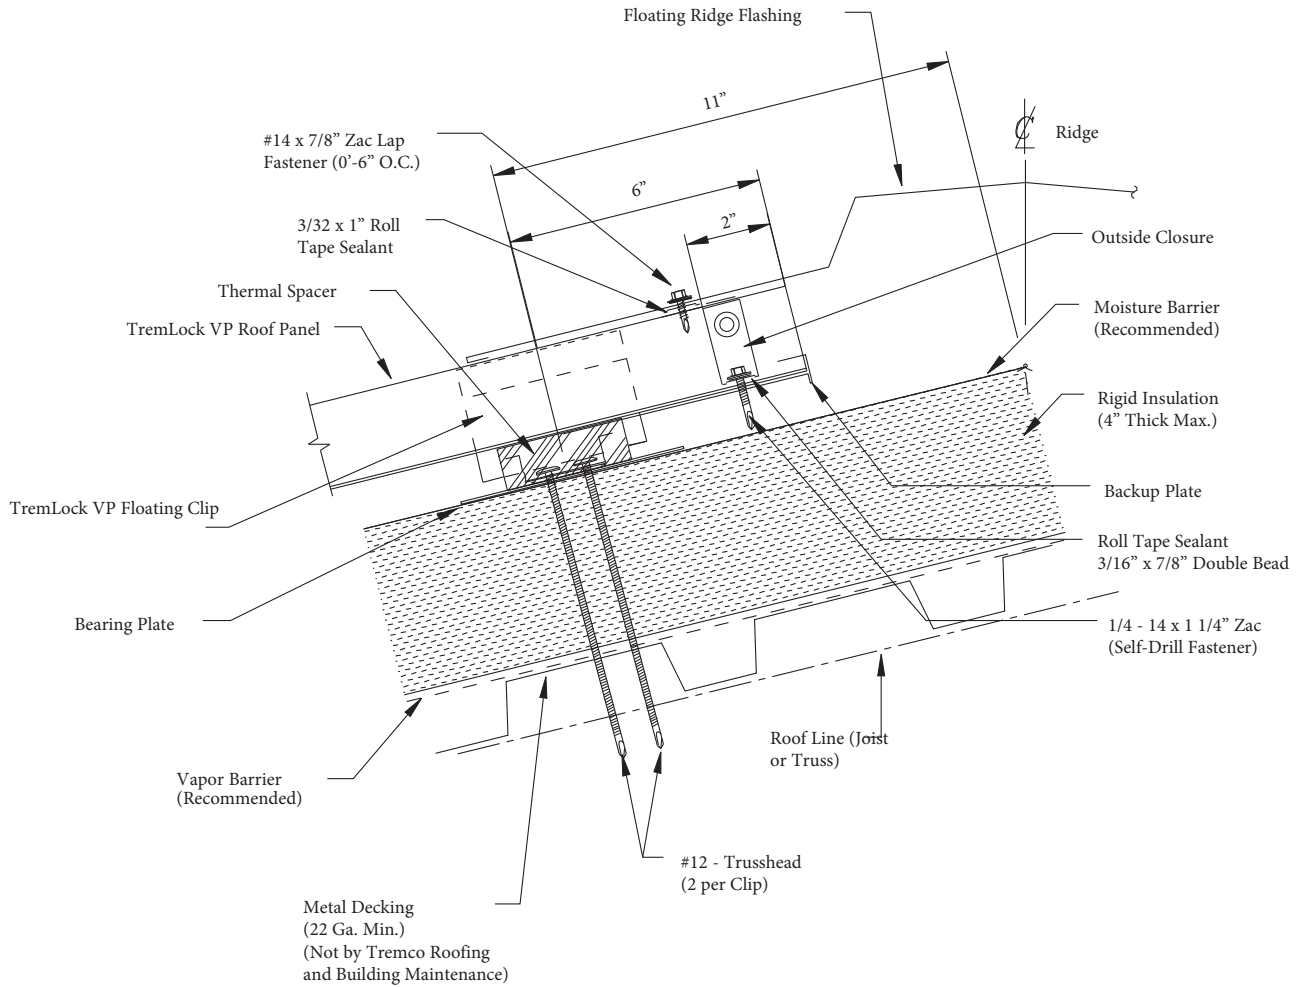 Floating Ridge Flashing
11”
#14 x 7/8” Zac Lap
Fastener (0’-6” O.C.)
Ridge
6”
3/32 x 1” Roll
Tape Sealant
2”
Outside Closure
Thermal Spacer
TremLock VP Roof Panel
Moisture Barrier
(Recommended)
Rigid Insulation
(4” Thick Max.)
TremLock VP Floating Clip
Backup Plate
Roll Tape Sealant
3/16” x 7/8” Double Bead
Bearing Plate
1/4 - 14 x 1 1/4” Zac
(Self-Drill Fastener)
Roof Line (Joist
or Truss)
Vapor Barrier
(Recommended)
#12 - Trusshead
(2 per Clip)
Metal Decking
(22 Ga. Min.)
(Not by Tremco Roofing
and Building Maintenance)